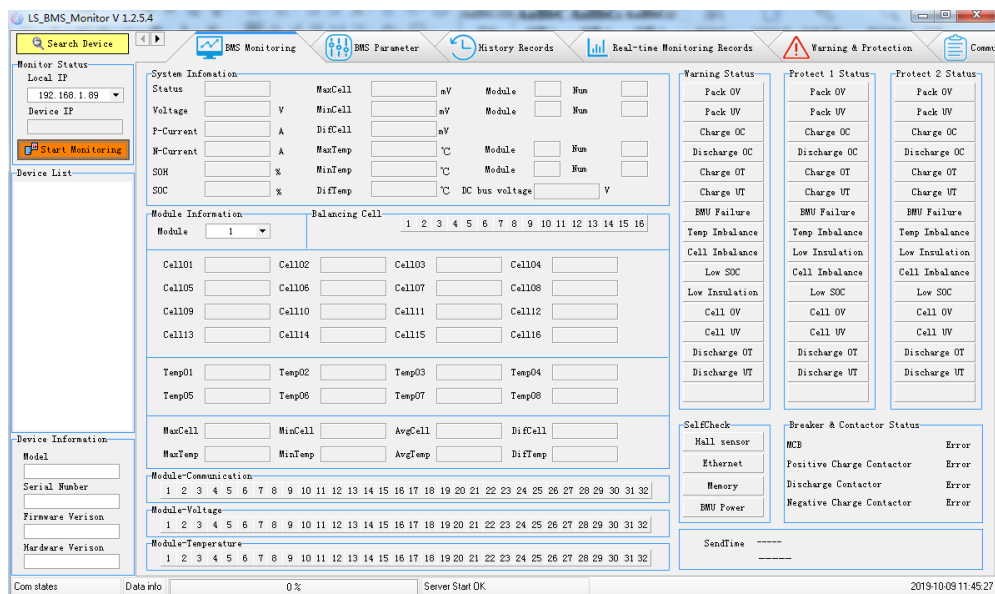 LS_BMS_Monitor V 1.2.5.4
Search Device
BMS Monitoring
BMS Parameter
History Records
Real-time Monitoring Records
Warning & Protection
Commu
Monitor Status
Local IP
192.168.1.89
Device IP
Start Monitoring
Device List
Device Information
Model
Serial Number
Firmware Verison
Hardware Verison
System Infomation
Status MaxCell mV Module Num
Voltage V MinCell mV Module Num
P-Current A DifCell mV
N-Current A MaxTemp ℃ Module Num
SOH % MinTemp ℃ Module Num
SOC % DifTemp ℃ DC bus voltage V
Module Information
Module 1
Balancing Cell
1 2 3 4 5 6 7 8 9 10 11 12 13 14 15 16
Cell01 Cell02 Cell03 Cell04
Cell05 Cell06 Cell07 Cell08
Cell09 Cell10 Cell11 Cell12
Cell13 Cell14 Cell15 Cell16
Temp01 Temp02 Temp03 Temp04
Temp05 Temp06 Temp07 Temp08
MaxCell MinCell AvgCell DifCell
MaxTemp MinTemp AvgTemp DifTemp
Module-Communication
1 2 3 4 5 6 7 8 9 10 11 12 13 14 15 16 17 18 19 20 21 22 23 24 25 26 27 28 29 30 31 32
Module-Voltage
1 2 3 4 5 6 7 8 9 10 11 12 13 14 15 16 17 18 19 20 21 22 23 24 25 26 27 28 29 30 31 32
Module-Temperature
1 2 3 4 5 6 7 8 9 10 11 12 13 14 15 16 17 18 19 20 21 22 23 24 25 26 27 28 29 30 31 32
Warning Status
Pack OV
Pack UV
Charge OC
Discharge OC
Charge OT
Charge UT
BMU Failure
Temp Imbalance
Cell Imbalance
Low SOC
Low Insulation
Cell OV
Cell UV
Discharge OT
Discharge UT
Protect 1 Status
Pack OV
Pack UV
Charge OC
Discharge OC
Charge OT
Charge UT
BMU Failure
Temp Imbalance
Low Insulation
Cell Imbalance
Low SOC
Cell OV
Cell UV
Discharge OT
Discharge UT
Protect 2 Status
Pack OV
Pack UV
Charge OC
Discharge OC
Charge OT
Charge UT
BMU Failure
Temp Imbalance
Low Insulation
Cell Imbalance
Low SOC
Cell OV
Cell UV
Discharge OT
Discharge UT
SelfCheck
Hall sensor
Ethernet
Memory
BMU Power
Breaker & Contactor Status
MCB Error
Positive Charge Contactor Error
Discharge Contactor Error
Negative Charge Contactor Error
SendTime -----
------
Com states
Data info
0 %
Server Start OK
2019-10-09 11:45:27